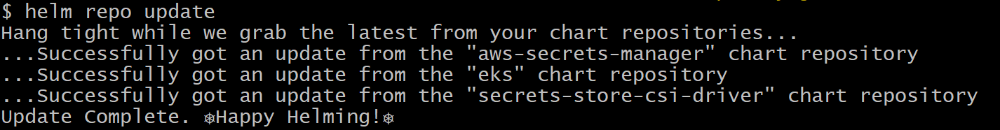 $ helm repo update
Hang tight while we grab the latest from your chart repositories...
...Successfully got an update from the "aws-secrets-manager" chart repository
...Successfully got an update from the "eks" chart repository
...Successfully got an update from the "secrets-store-csi-driver" chart repository
Update Complete. ⎈Happy Helming!⎈